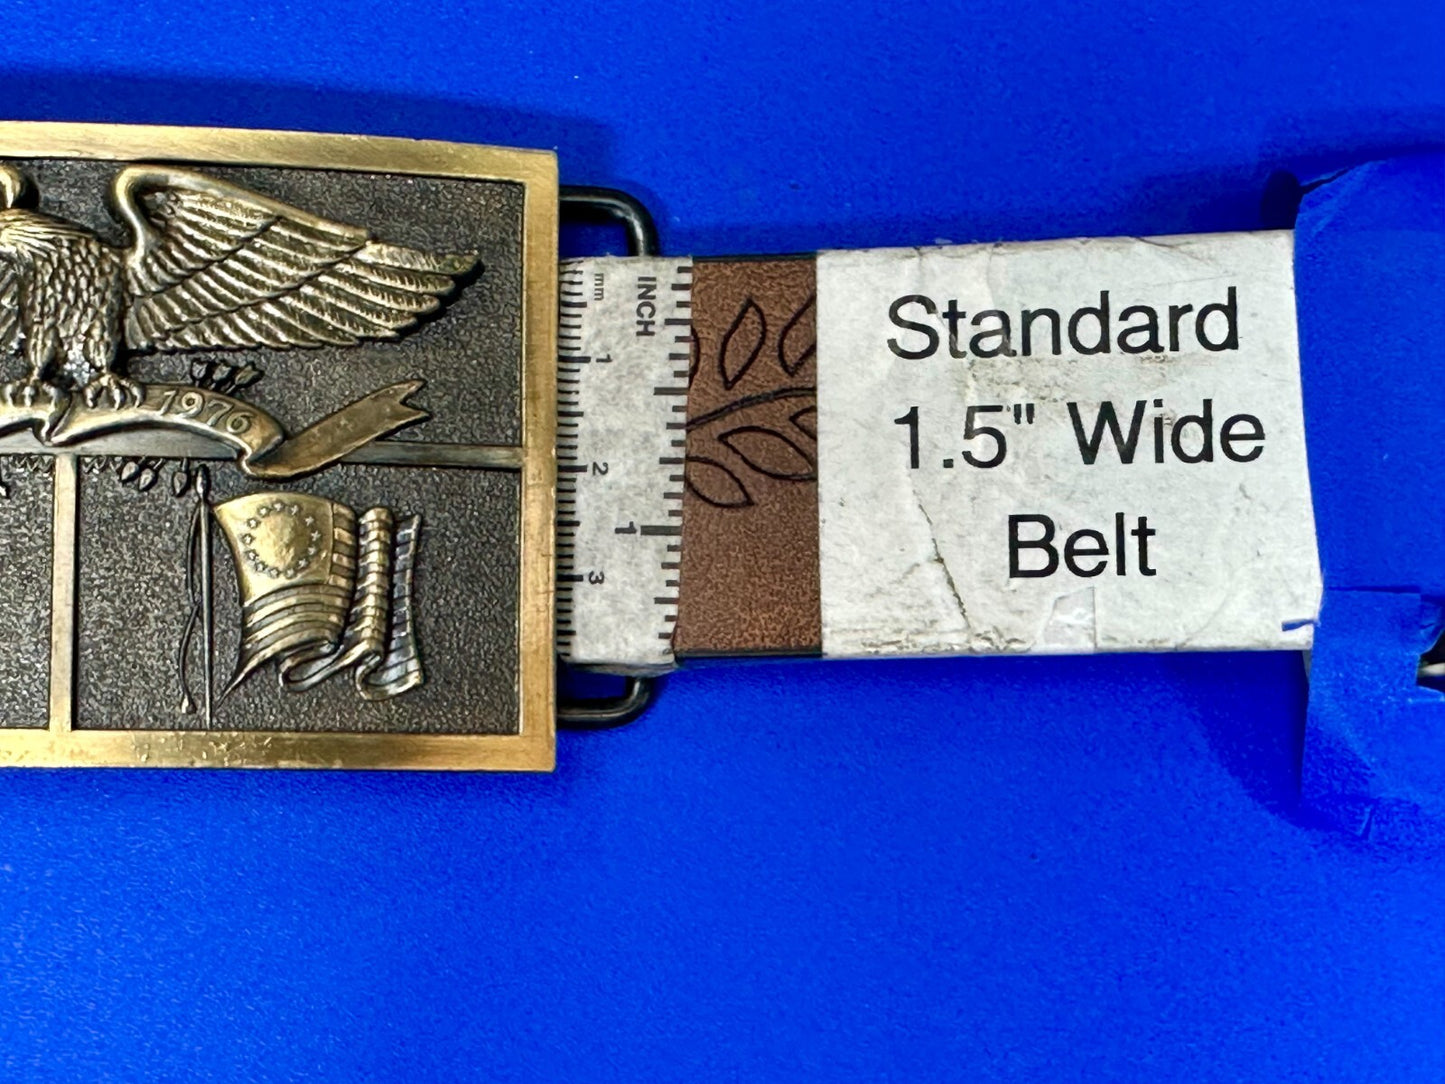 1976
mm
INCH
1
2
1
3
Standard
1.5" Wide
Belt